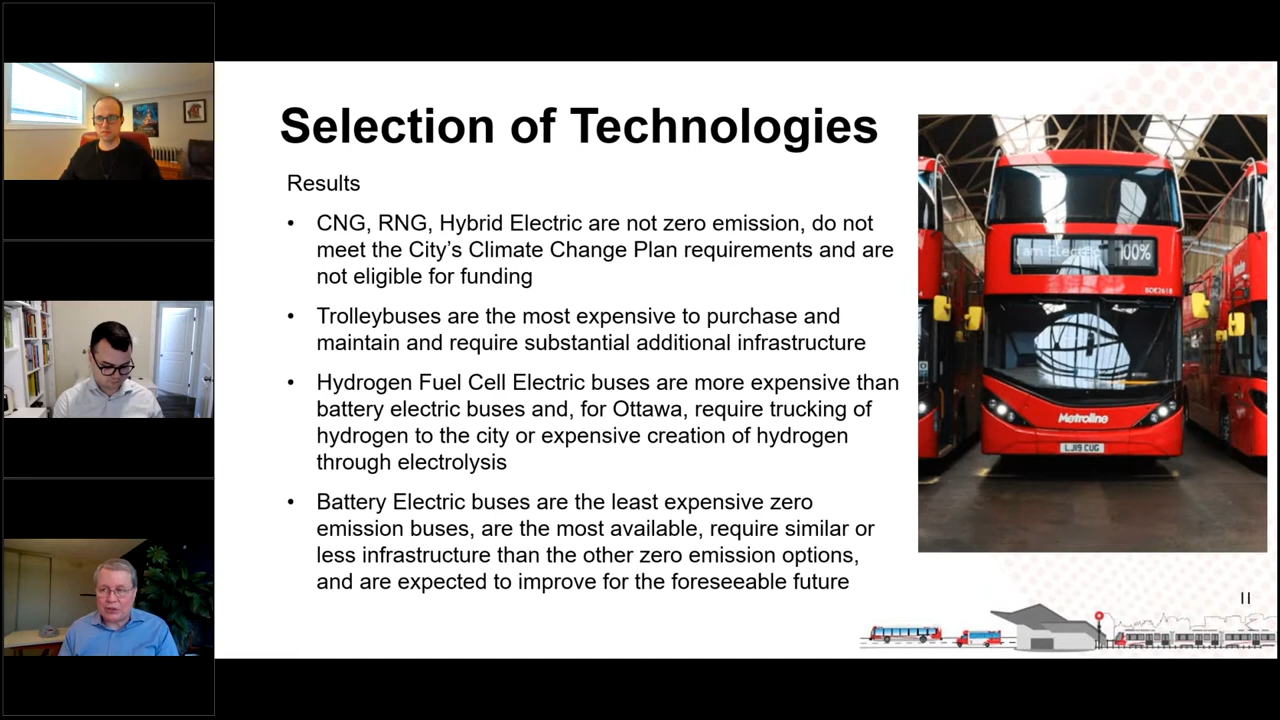 Selection of Technologies
Results
• CNG, RNG, Hybrid Electric are not zero emission, do not
meet the City's Climate Change Plan requirements and are
not eligible for funding
• Trolleybuses are the most expensive to purchase and
maintain and require substantial additional infrastructure
• Hydrogen Fuel Cell Electric buses are more expensive than
battery electric buses and, for Ottawa, require trucking of
hydrogen to the city or expensive creation of hydrogen
through electrolysis
• Battery Electric buses are the least expensive zero
emission buses, are the most available, require similar or
less infrastructure than the other zero emission options,
and are expected to improve for the foreseeable future
I am Electric 100%
BDE2618
Metroline
LJ19 CUG
11